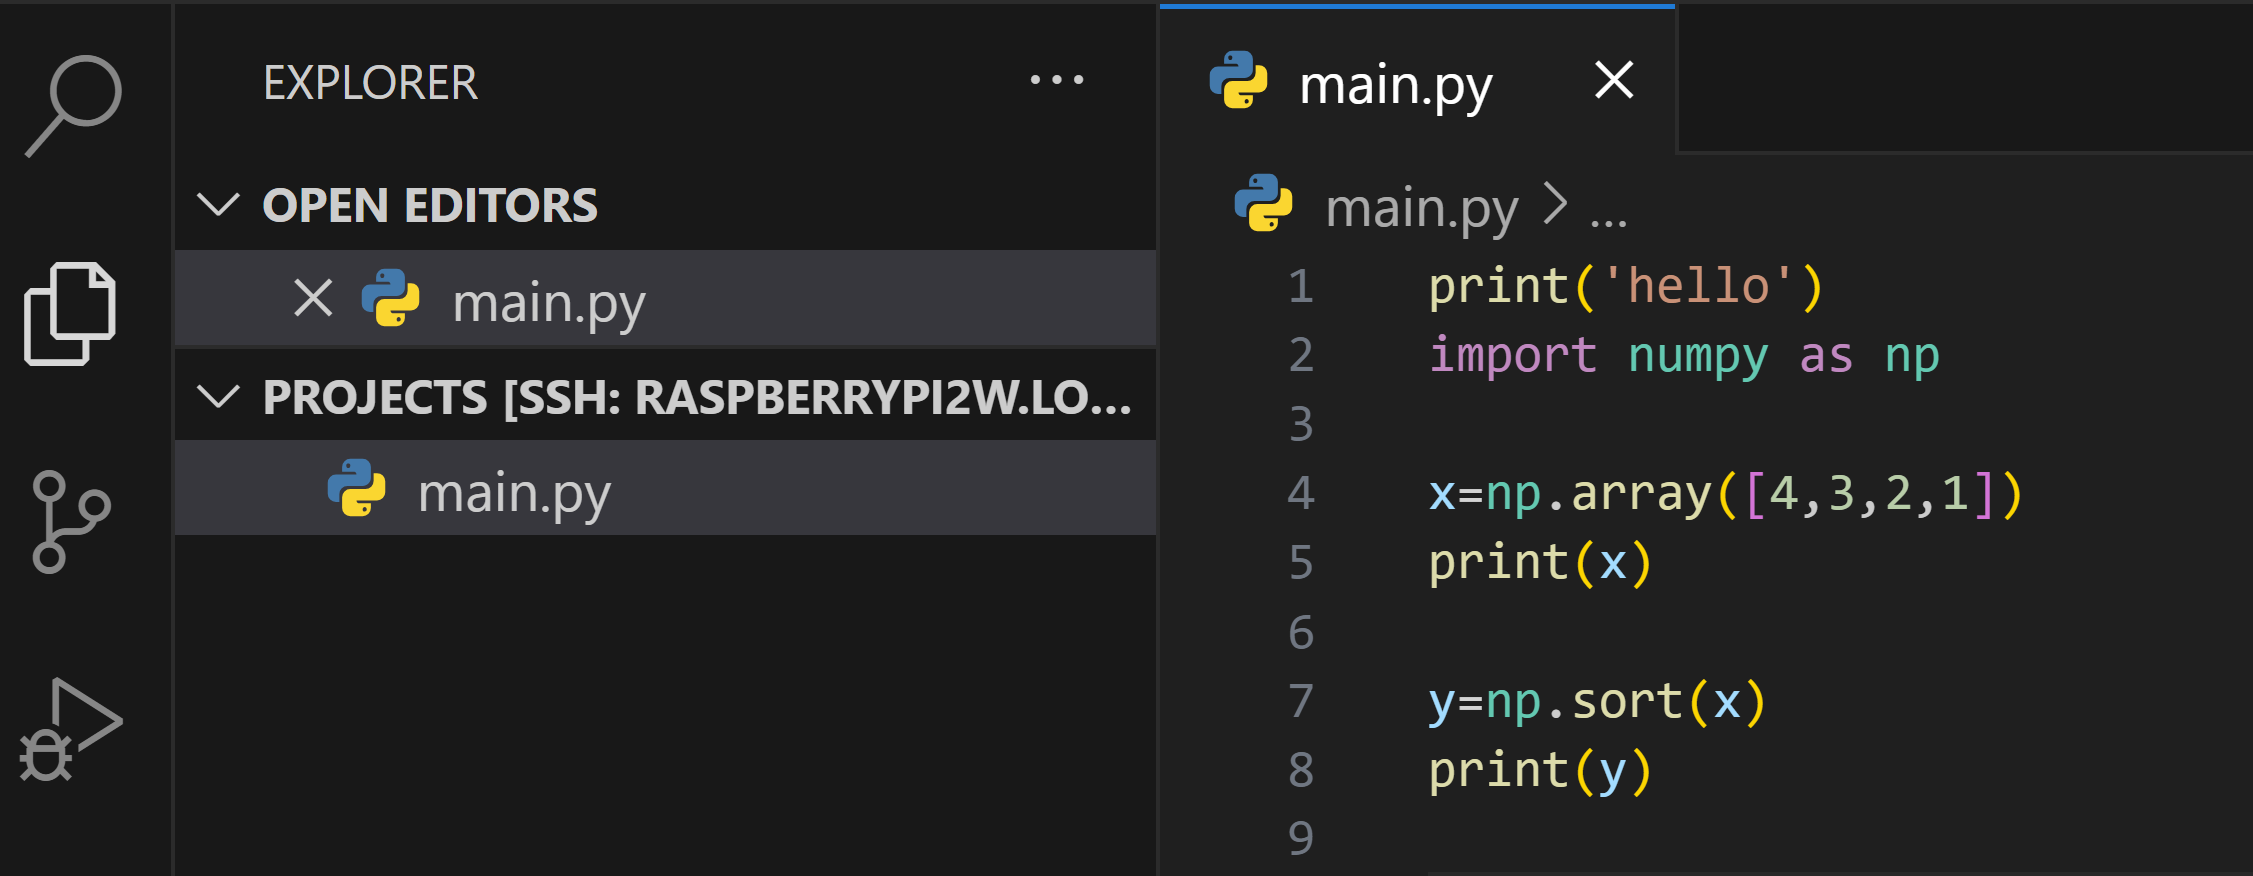 EXPLORER
...
OPEN EDITORS
main.py
PROJECTS [SSH: RASPBERRYPI2W.LO...
main.py
main.py
main.py > ...
1 print('hello')
2 import numpy as np
3
4 x=np.array([4,3,2,1])
5 print(x)
6
7 y=np.sort(x)
8 print(y)
9